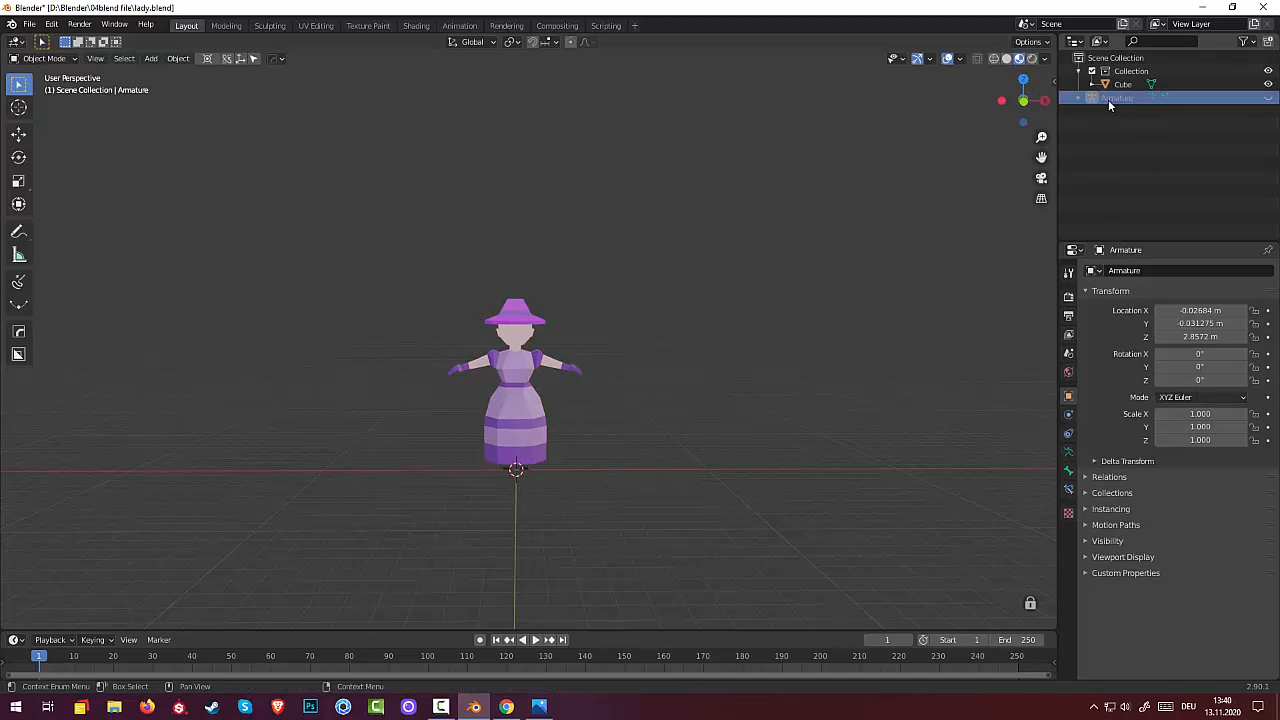 Blender* [D:\Blender\04blend file\lady.blend]
File Edit Render Window Help Layout Modeling Sculpting UV Editing Texture Paint Shading Animation Rendering Compositing Scripting + Scene View Layer
Global Options
Object Mode View Select Add Object
User Perspective
(1) Scene Collection | Armature
Scene Collection
Collection
Cube
Armature
Z
Armature
Armature
Transform
Location X -0.02684 m
Y -0.031275 m
Z 2.8572 m
Rotation X 0°
Y 0°
Z 0°
Mode XYZ Euler
Scale X 1.000
Y 1.000
Z 1.000
Delta Transform
Relations
Collections
Instancing
Motion Paths
Visibility
Viewport Display
Custom Properties
Playback Keying View Marker 1 Start 1 End 250
1 10 20 30 40 50 60 70 80 90 100 110 120 130 140 150 160 170 180 190 200 210 220 230 240 250
Context Enum Menu Box Select Pan View Context Menu 2.90.1
DEU 13:40
13.11.2020